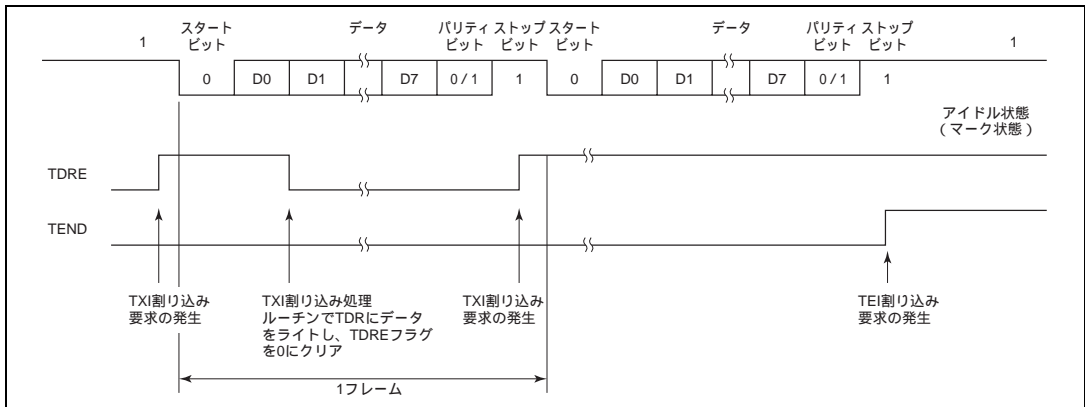 1
スタート
ビット
データ
パリティ
ビット
ストップ
ビット
スタート
ビット
データ
パリティ
ビット
ストップ
ビット
1
0
D0
D1
D7
0 / 1
1
0
D0
D1
D7
0 / 1
1
アイドル状態
(マーク状態)
TDRE
TEND
TXI割り込み
要求の発生
TXI割り込み処理
ルーチンでTDRにデータ
をライトし、TDREフラグ
を0にクリア
TXI割り込み
要求の発生
TEI割り込み
要求の発生
1フレーム